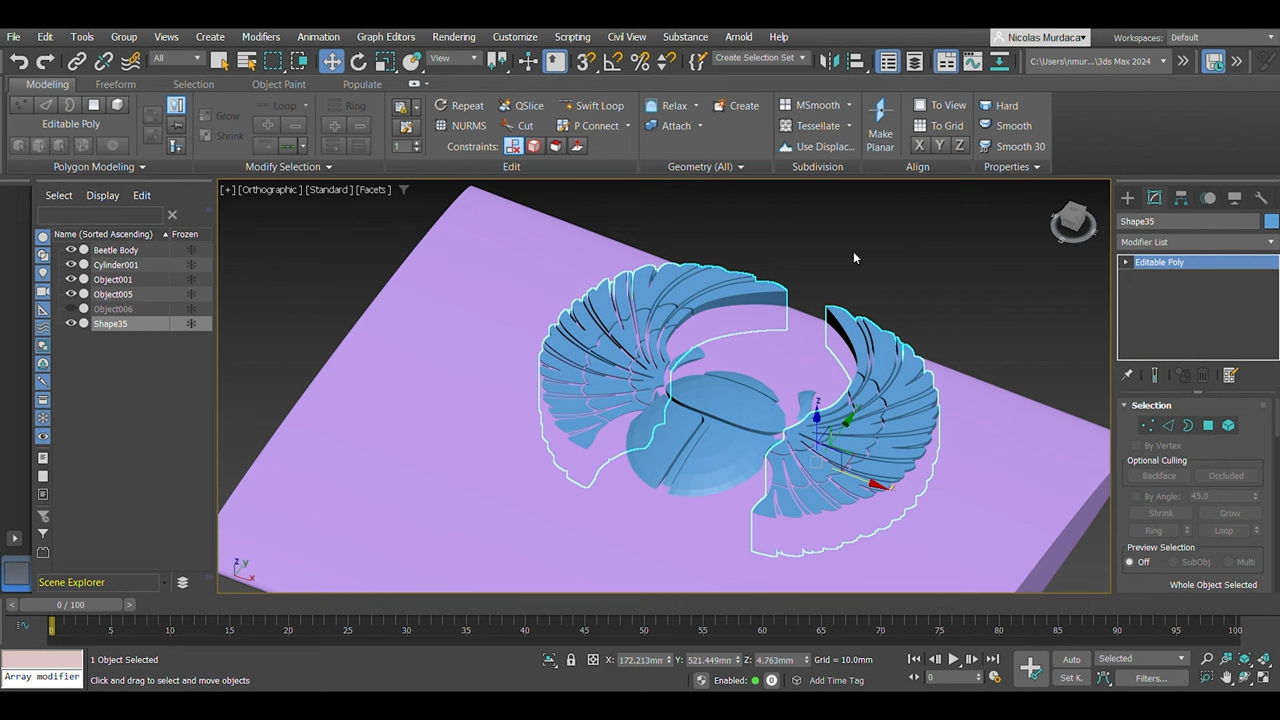 File Edit Tools Group Views Create Modifiers Animation Graph Editors Rendering Customize Scripting Civil View Substance Arnold Help Nicolas Murdaca Workspaces: Default
All View Create Selection Set C:\Users\nmur...\3ds Max 2024
Modeling Freeform Selection Object Paint Populate
Loop Ring Repeat QSlice Swift Loop Relax Create MSmooth To View Hard
Grow
Editable Poly NURMS Cut P Connect Attach Tessellate Make Planar To Grid Smooth
Shrink
1 Constraints: Use Displac... X Y Z Smooth 30
Polygon Modeling Modify Selection Edit Geometry (All) Subdivision Align Properties
Select Display Edit
[+] [Orthographic ] [Standard ] [Facets ]
Name (Sorted Ascending) Frozen
Beetle Body
Cylinder001
Object001
Object005
Object006
Shape35
Scene Explorer
Shape35
Modifier List
Editable Poly
Selection
By Vertex
Optional Culling
Backface Occluded
By Angle: 45.0
Shrink Grow
Ring Loop
Preview Selection
Off SubObj Multi
Whole Object Selected
z
y
x
z y x
0 / 100
0 5 10 15 20 25 30 35 40 45 50 55 60 65 70 75 80 85 90 95 100
1 Object Selected X: 172.213mm Y: 521.449mm Z: 4.763mm Grid = 10.0mm Auto Selected
Array modifier Click and drag to select and move objects Enabled: 0 Add Time Tag 0 Set K. Filters...